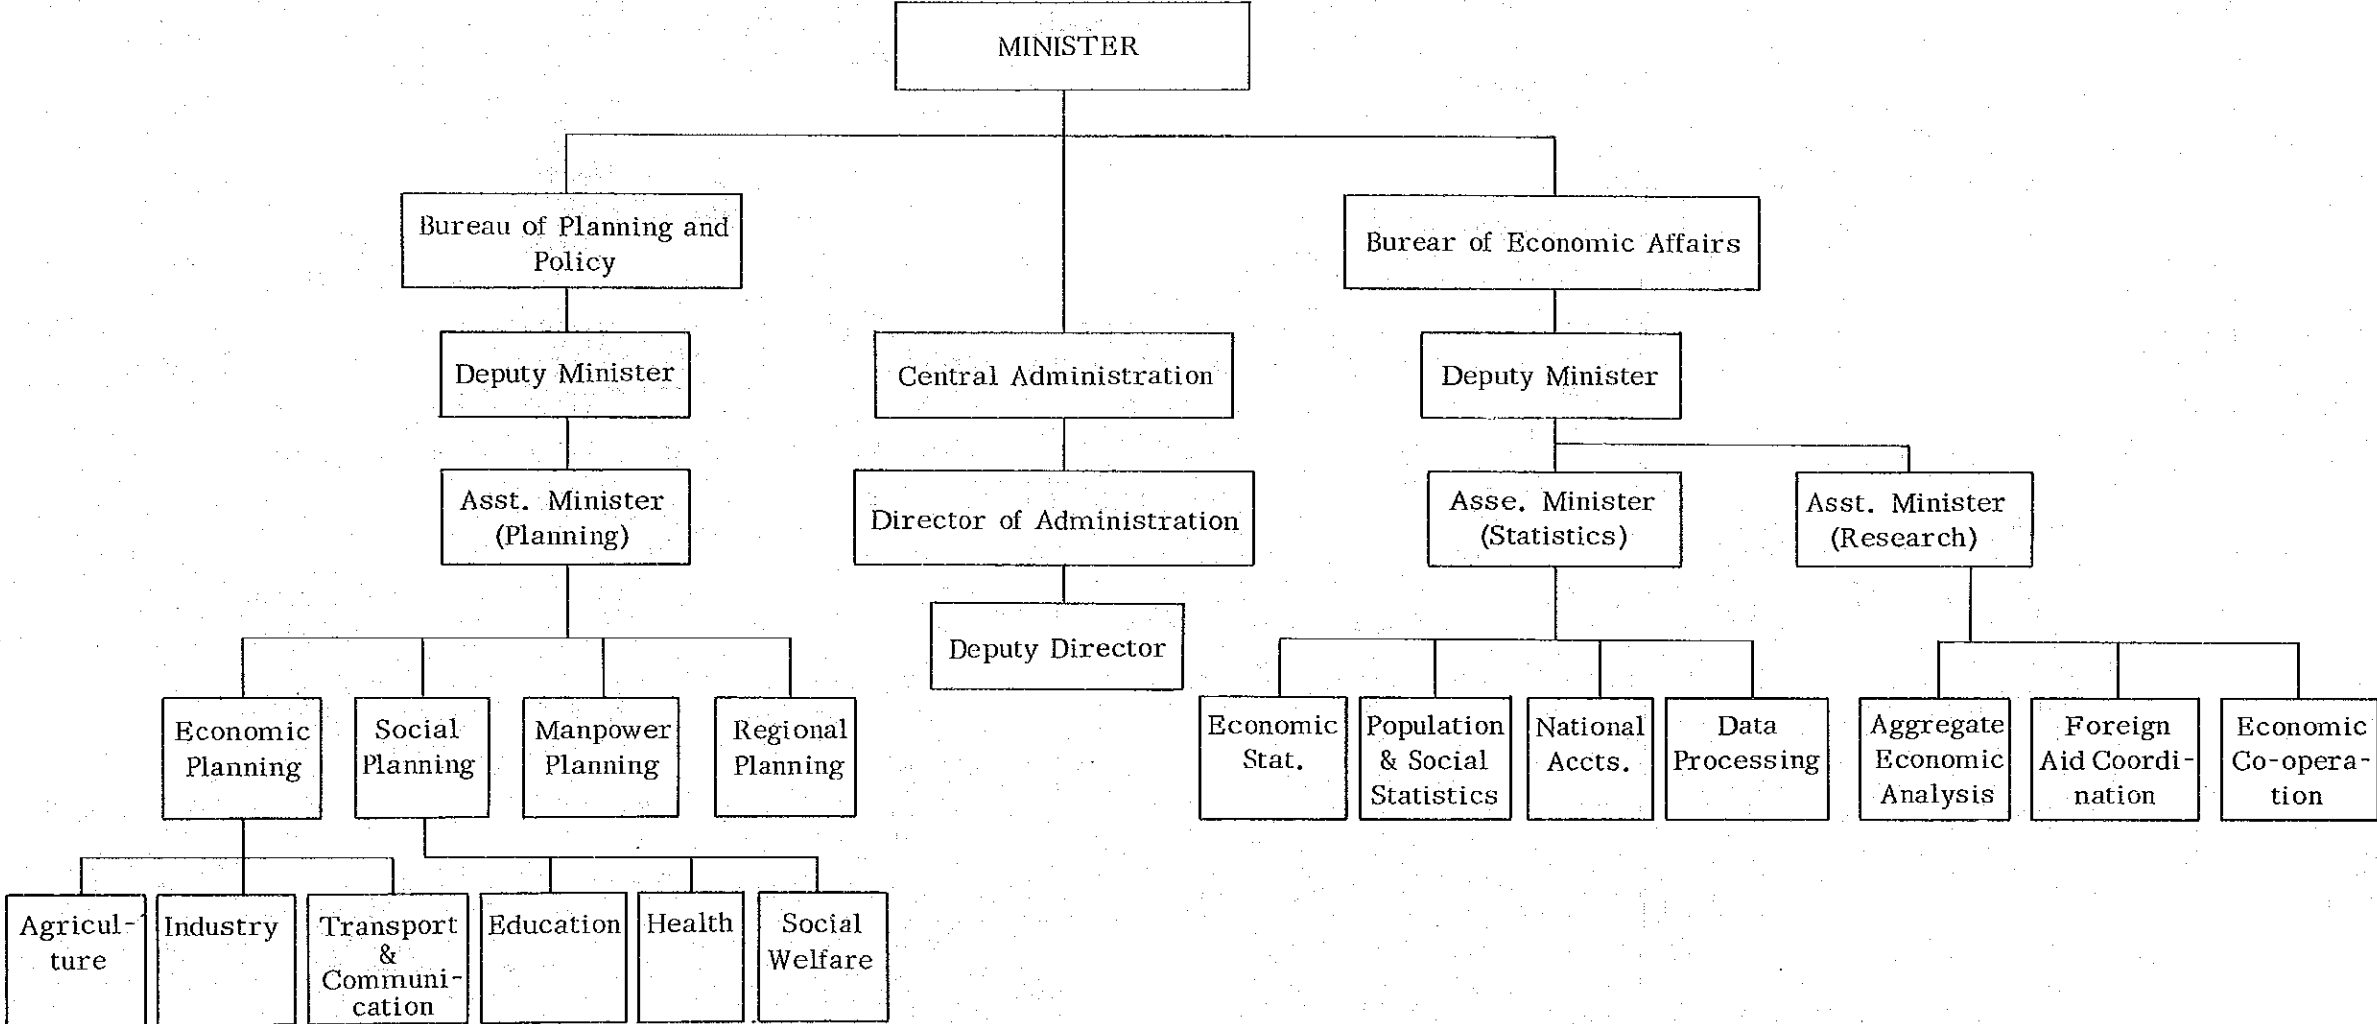 MINISTER
Bureau of Planning and
Policy
Burear of Economic Affairs
Deputy Minister
Central Administration
Deputy Minister
Asst. Minister
(Planning)
Director of Administration
Asse. Minister
(Statistics)
Asst. Minister
(Research)
Deputy Director
Economic
Planning
Social
Planning
Manpower
Planning
Regional
Planning
Economic
Stat.
Population
& Social
Statistics
National
Accts.
Data
Processing
Aggregate
Economic
Analysis
Foreign
Aid Coordi-
nation
Economic
Co-opera-
tion
Agricul-
ture
Industry
Transport
&
Communi-
cation
Education
Health
Social
Welfare